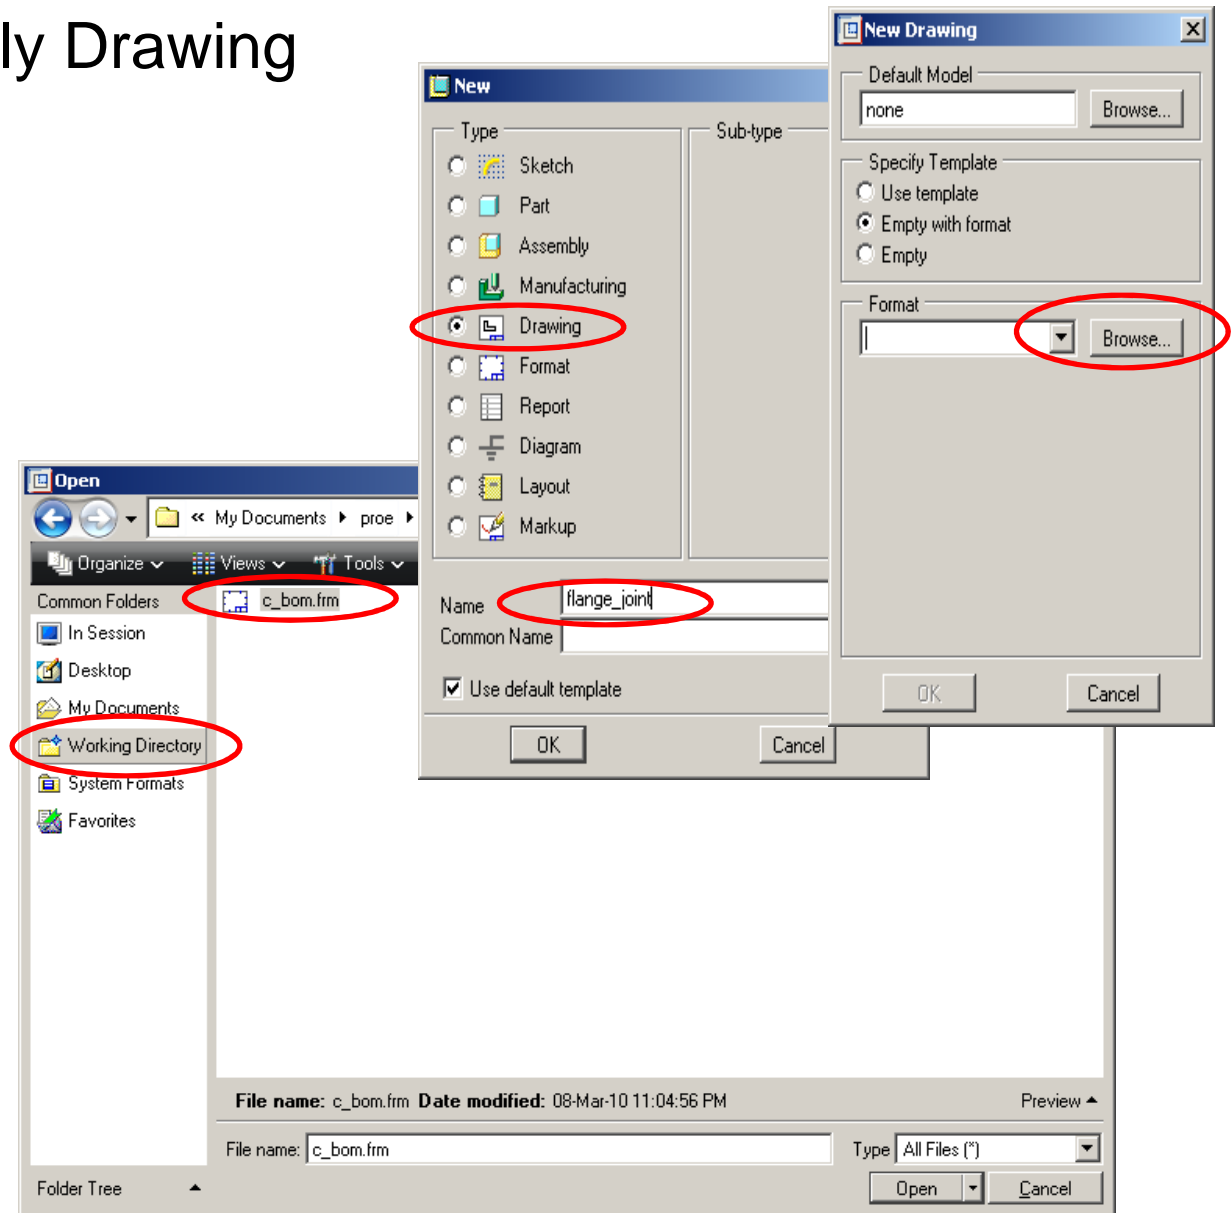 ly Drawing
New Drawing
Default Model
none
Browse...
Specify Template
Use template
Empty with format
Empty
Format
Browse...
OK
Cancel
New
Type
Sub-type
Sketch
Part
Assembly
Manufacturing
Drawing
Format
Report
Diagram
Layout
Markup
Name
flange_joint
Common Name
Use default template
OK
Cancel
Open
« My Documents proe
Organize
Views
Tools
Common Folders
c_bom.frm
In Session
Desktop
My Documents
Working Directory
System Formats
Favorites
File name: c_bom.frm Date modified: 08-Mar-10 11:04:56 PM
Preview
File name: c_bom.frm
Type All Files (*)
Folder Tree
Open
Cancel